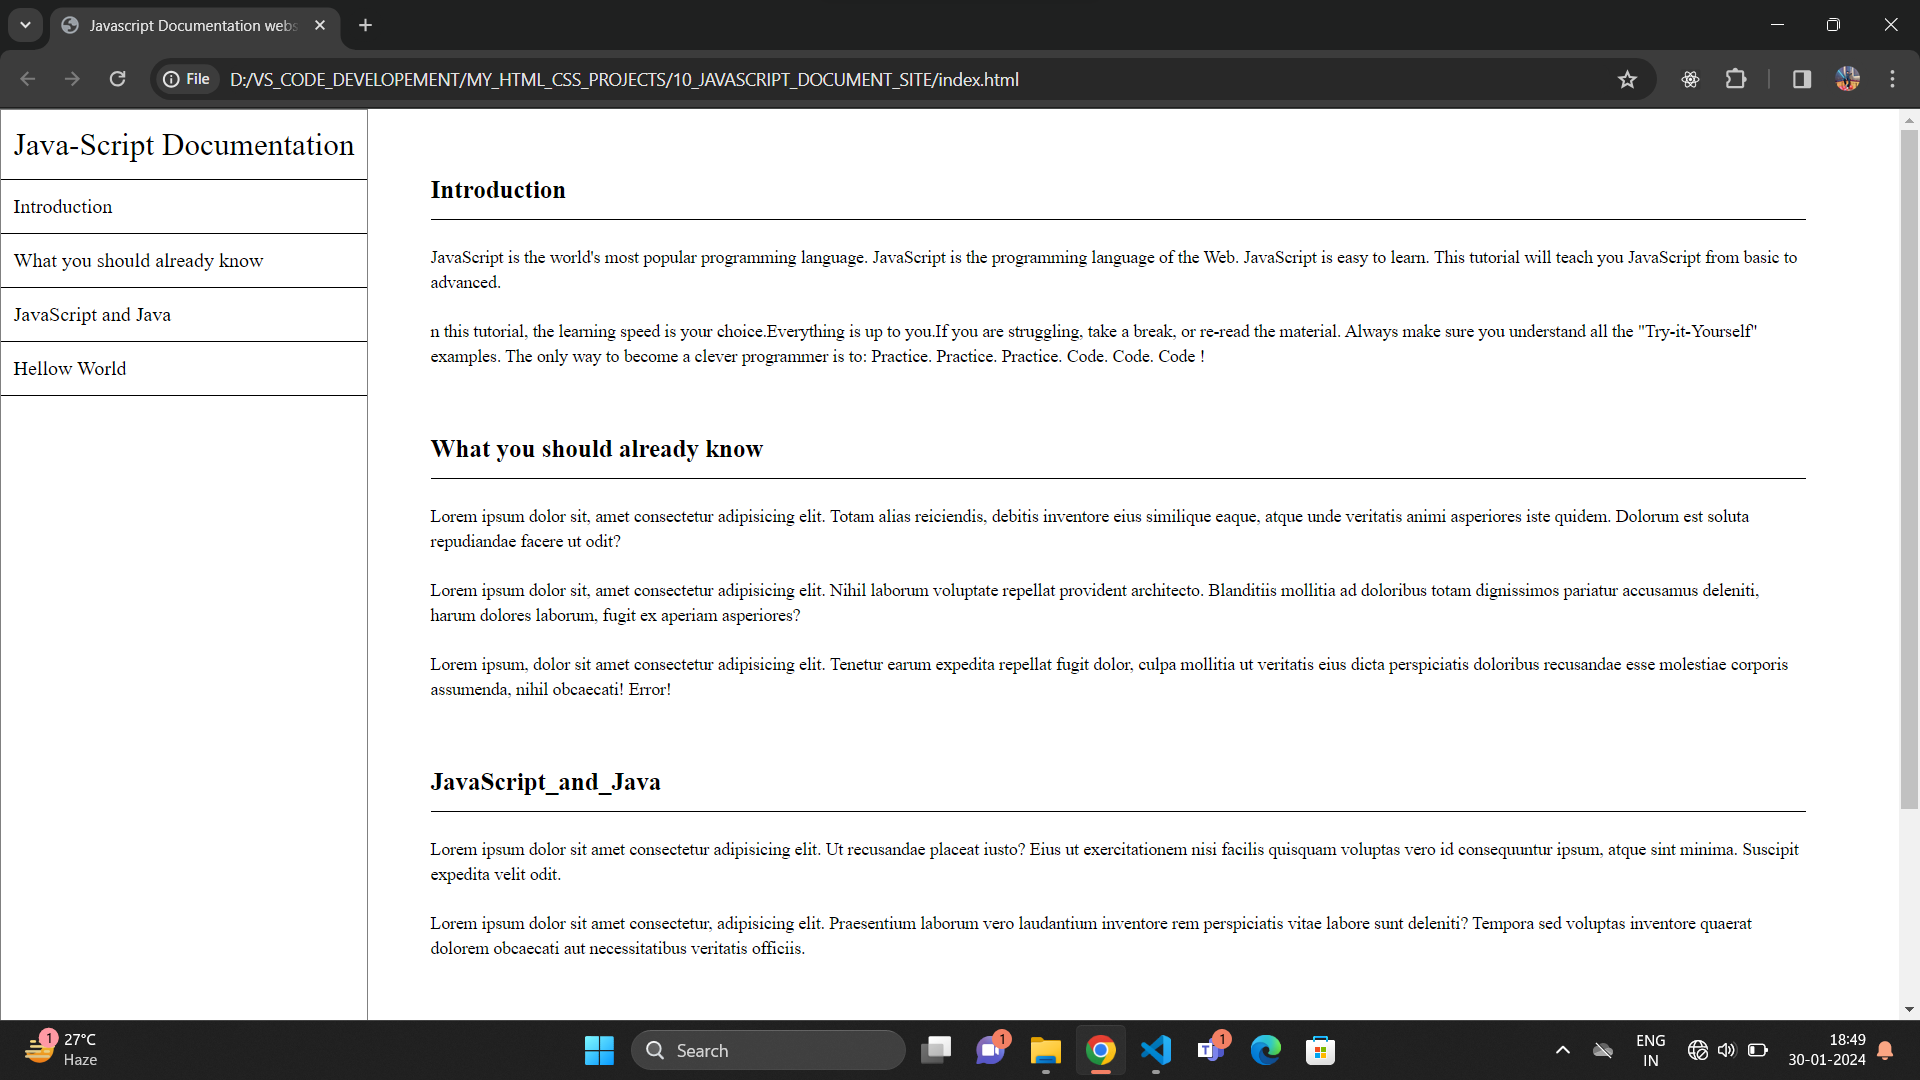 Javascript Documentation webs
File
D:/VS_CODE_DEVELOPEMENT/MY_HTML_CSS_PROJECTS/10_JAVASCRIPT_DOCUMENT_SITE/index.html
Java-Script Documentation
Introduction
What you should already know
JavaScript and Java
Hellow World
Introduction
JavaScript is the world's most popular programming language. JavaScript is the programming language of the Web. JavaScript is easy to learn. This tutorial will teach you JavaScript from basic to
advanced.
n this tutorial, the learning speed is your choice.Everything is up to you.If you are struggling, take a break, or re-read the material. Always make sure you understand all the "Try-it-Yourself"
examples. The only way to become a clever programmer is to: Practice. Practice. Practice. Code. Code. Code !
What you should already know
Lorem ipsum dolor sit, amet consectetur adipisicing elit. Totam alias reiciendis, debitis inventore eius similique eaque, atque unde veritatis animi asperiores iste quidem. Dolorum est soluta
repudiandae facere ut odit?
Lorem ipsum dolor sit, amet consectetur adipisicing elit. Nihil laborum voluptate repellat provident architecto. Blanditiis mollitia ad doloribus totam dignissimos pariatur accusamus deleniti,
harum dolores laborum, fugit ex aperiam asperiores?
Lorem ipsum, dolor sit amet consectetur adipisicing elit. Tenetur earum expedita repellat fugit dolor, culpa mollitia ut veritatis eius dicta perspiciatis doloribus recusandae esse molestiae corporis
assumenda, nihil obcaecati! Error!
JavaScript_and_Java
Lorem ipsum dolor sit amet consectetur adipisicing elit. Ut recusandae placeat iusto? Eius ut exercitationem nisi facilis quisquam voluptas vero id consequuntur ipsum, atque sint minima. Suscipit
expedita velit odit.
Lorem ipsum dolor sit amet consectetur, adipisicing elit. Praesentium laborum vero laudantium inventore rem perspiciatis vitae labore sunt deleniti? Tempora sed voluptas inventore quaerat
dolorem obcaecati aut necessitatibus veritatis officiis.
1
27°C
Haze
Search
1
1
ENG
IN
18:49
30-01-2024